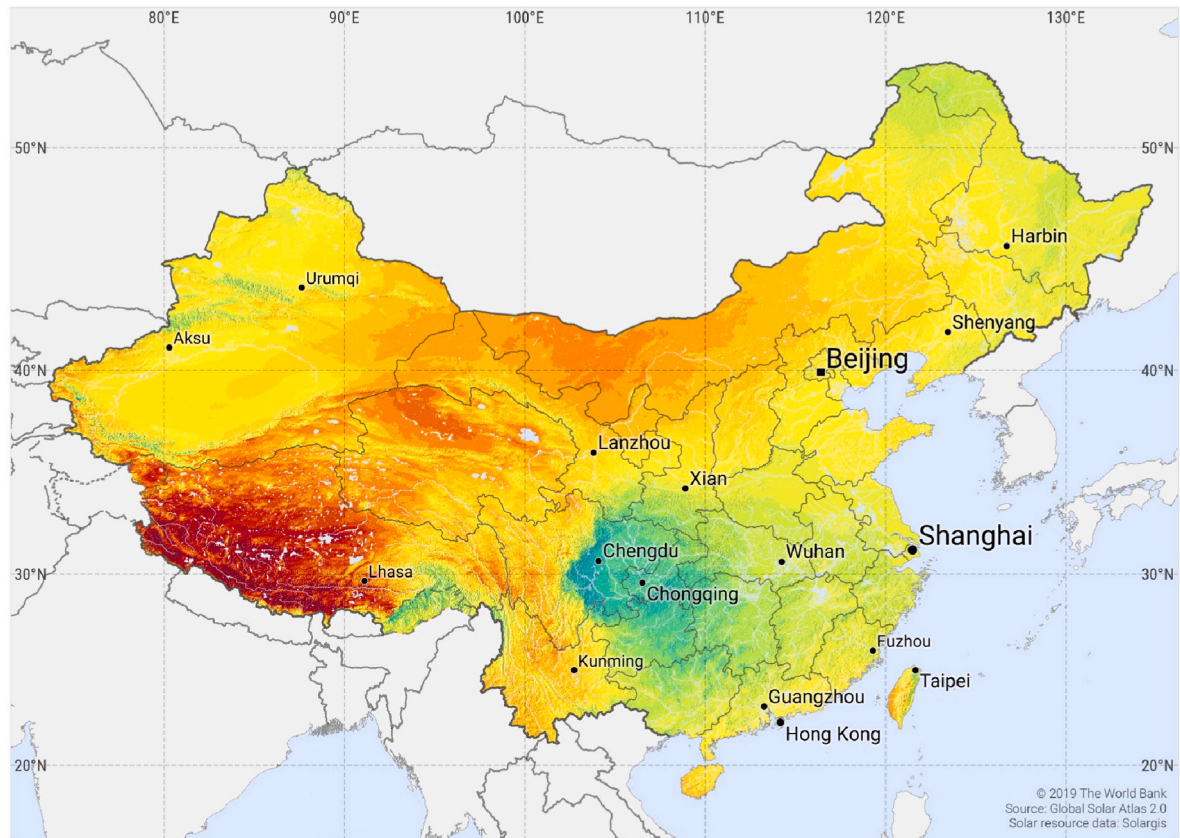 80°E 90°E 100°E 110°E 120°E 130°E
50°N 50°N
Harbin
Urumqi
Shenyang
Aksu
Beijing
40°N 40°N
Lanzhou
Xian
Shanghai
Chengdu
Wuhan
30°N 30°N
Lhasa
Chongqing
Fuzhou
Kunming
Taipei
Guangzhou
Hong Kong
20°N 20°N
© 2019 The World Bank
Source: Global Solar Atlas 2.0
Solar resource data: Solargis